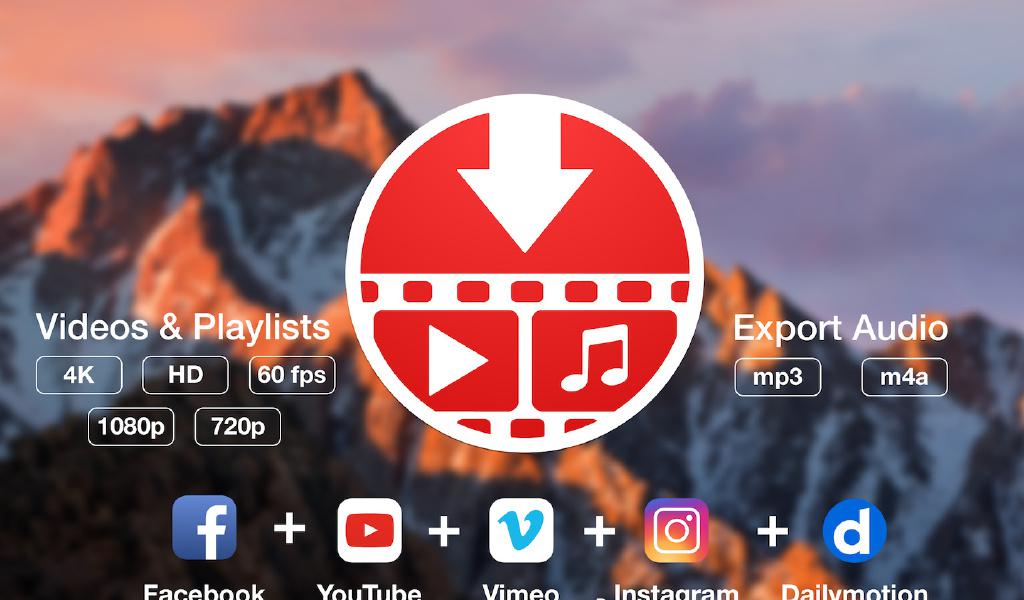 Videos & Playlists
4K HD 60 fps
1080p 720p
Export Audio
mp3 m4a
Facebook + YouTube + Vimeo + Instagram + Dailymotion